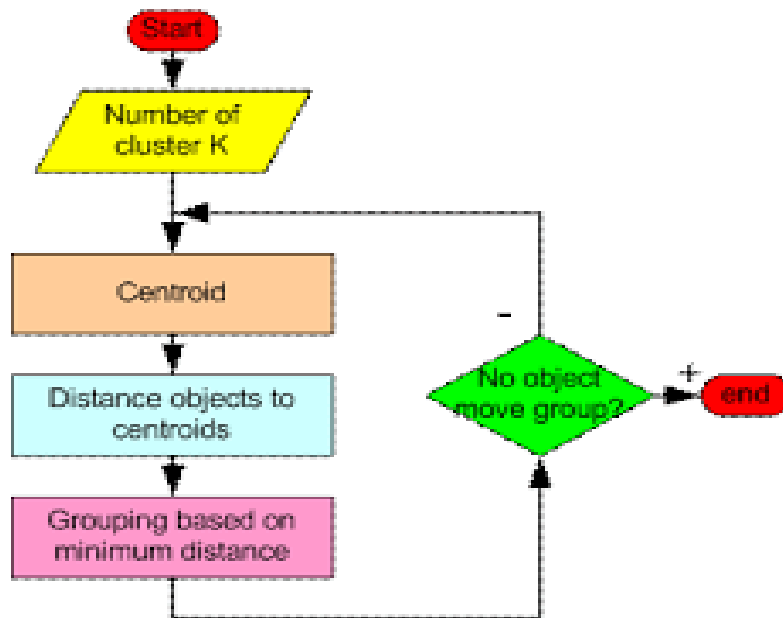 Start
Number of
cluster K
Centroid
Distance objects to
centroids
Grouping based on
minimum distance
-
No object
move group?
+
end